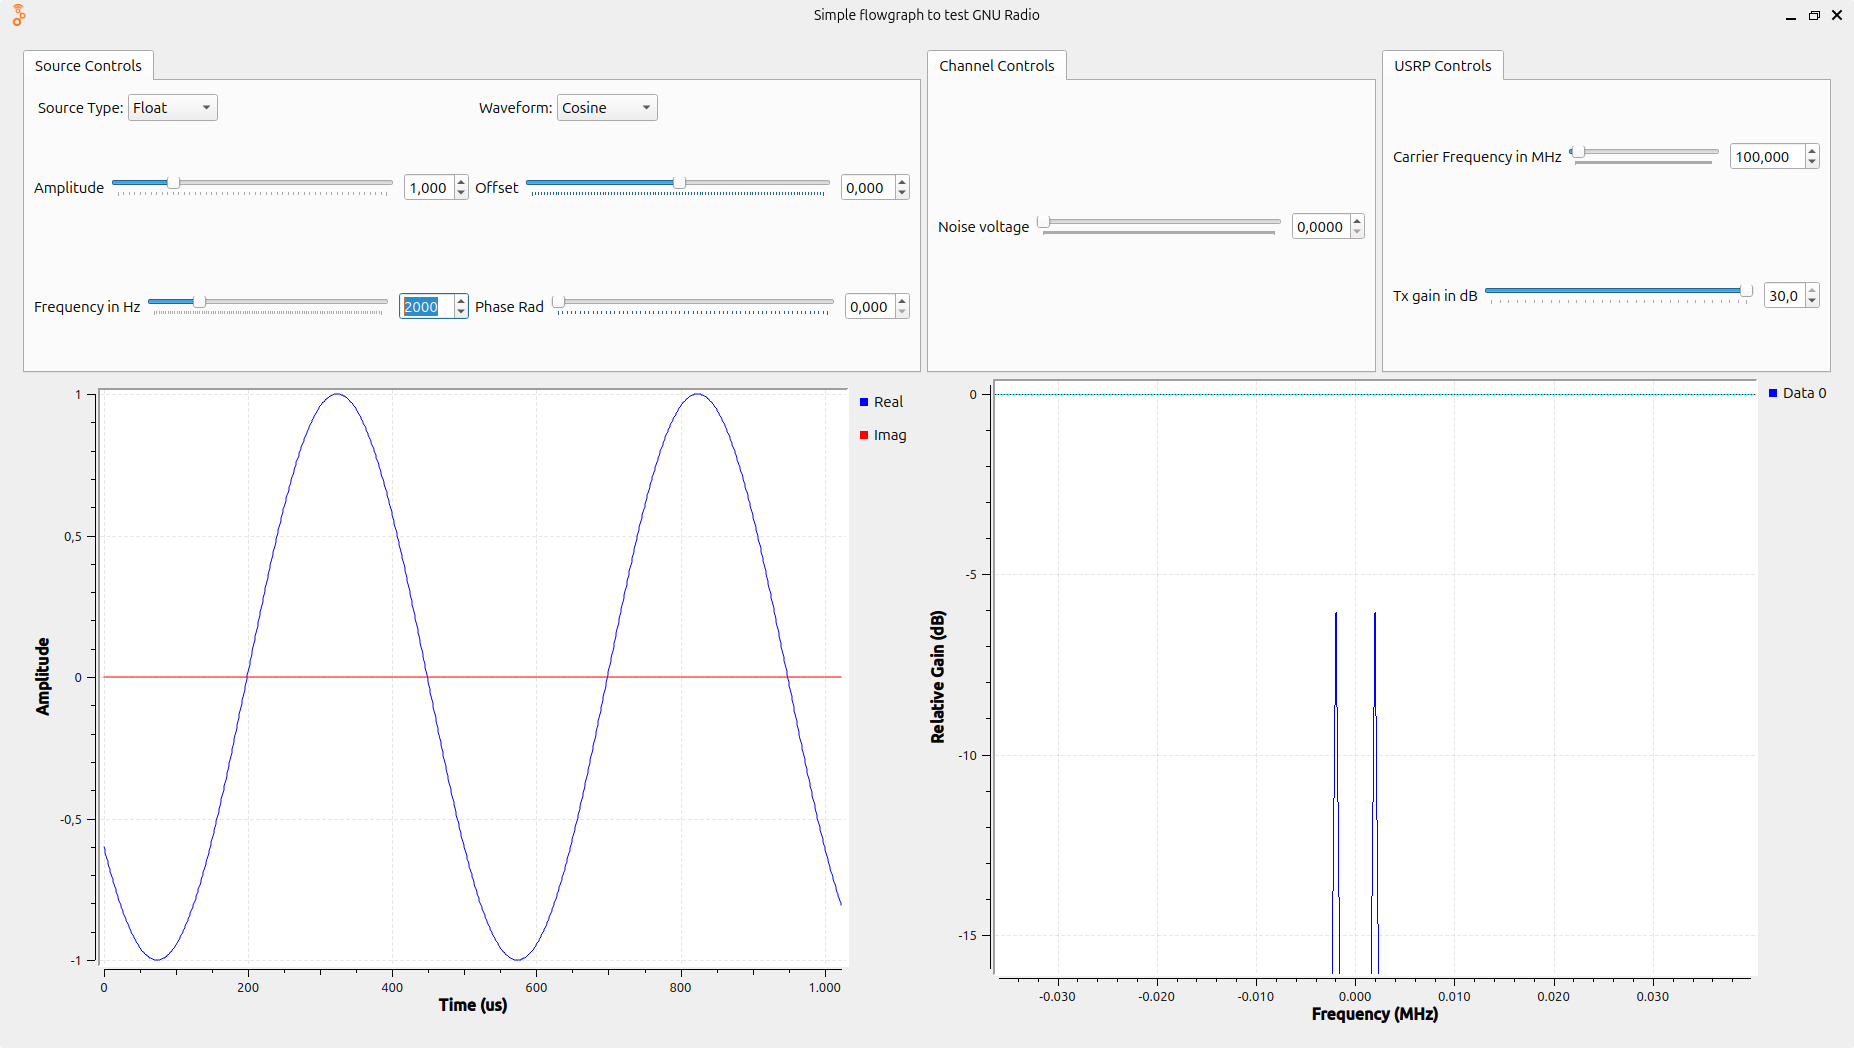 Simple flowgraph to test GNU Radio
Source Controls
Source Type: Float
Waveform: Cosine
Amplitude 1,000
Offset 0,000
Frequency in Hz 2000
Phase Rad 0,000
Channel Controls
Noise voltage 0,0000
USRP Controls
Carrier Frequency in MHz 100,000
Tx gain in dB 30,0
1
0,5
0
-0,5
-1
Amplitude
0 200 400 600 800 1.000
Time (us)
Real
Imag
0
-5
-10
-15
Relative Gain (dB)
-0.030 -0.020 -0.010 0.000 0.010 0.020 0.030
Frequency (MHz)
Data 0